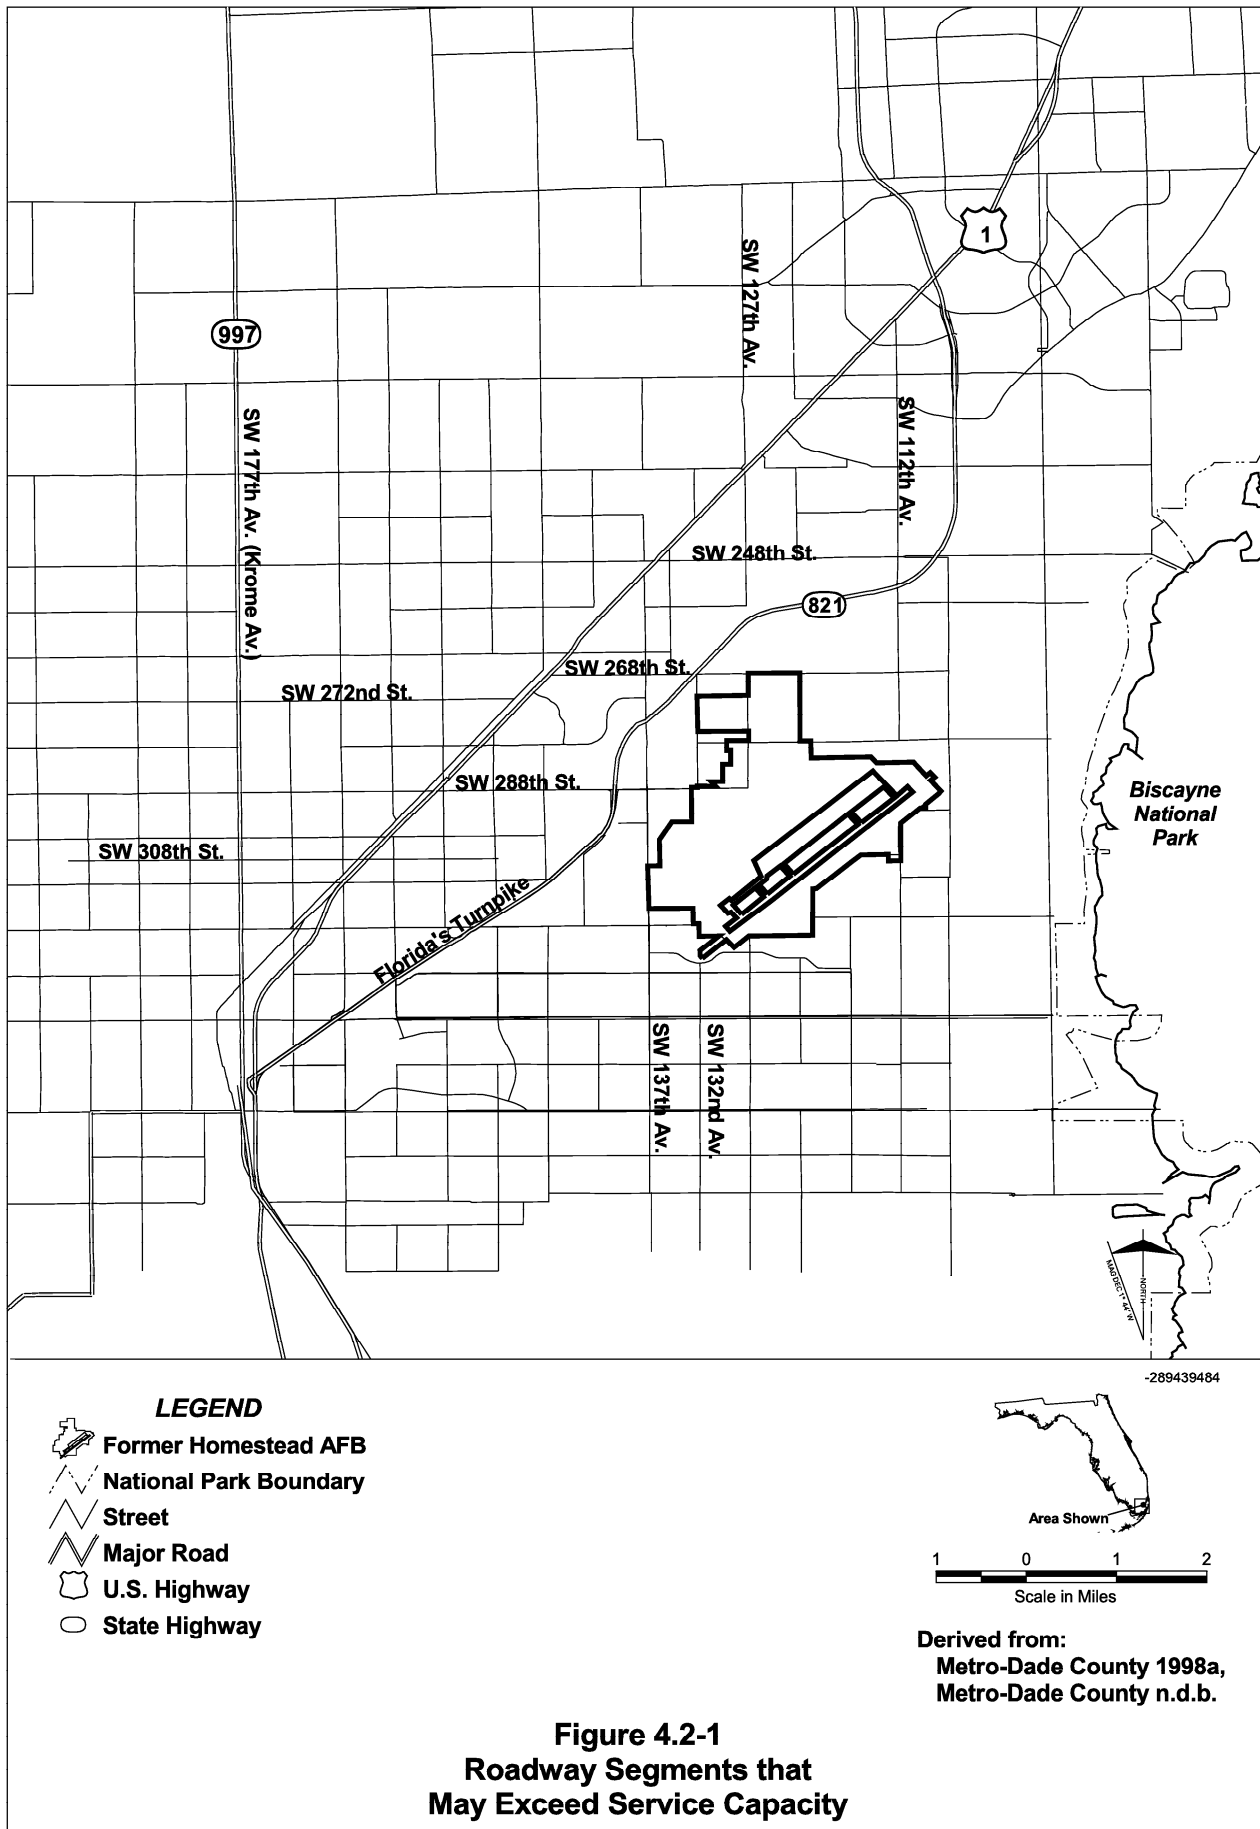 1
SW 127th Av.
997
SW 177th Av. (Krome Av.)
SW 112th Av.
SW 248th St.
821
SW 268th St.
SW 272nd St.
SW 288th St.
Biscayne
National
Park
SW 308th St.
Florida's Turnpike
SW 137th Av.
SW 132nd Av.
MAG DEC 1° 44' W
NORTH
-289439484
LEGEND
Former Homestead AFB
National Park Boundary
Street
Major Road
U.S. Highway
State Highway
Area Shown
1 0 1 2
Scale in Miles
Derived from:
Metro-Dade County 1998a,
Metro-Dade County n.d.b.
Figure 4.2-1
Roadway Segments that
May Exceed Service Capacity